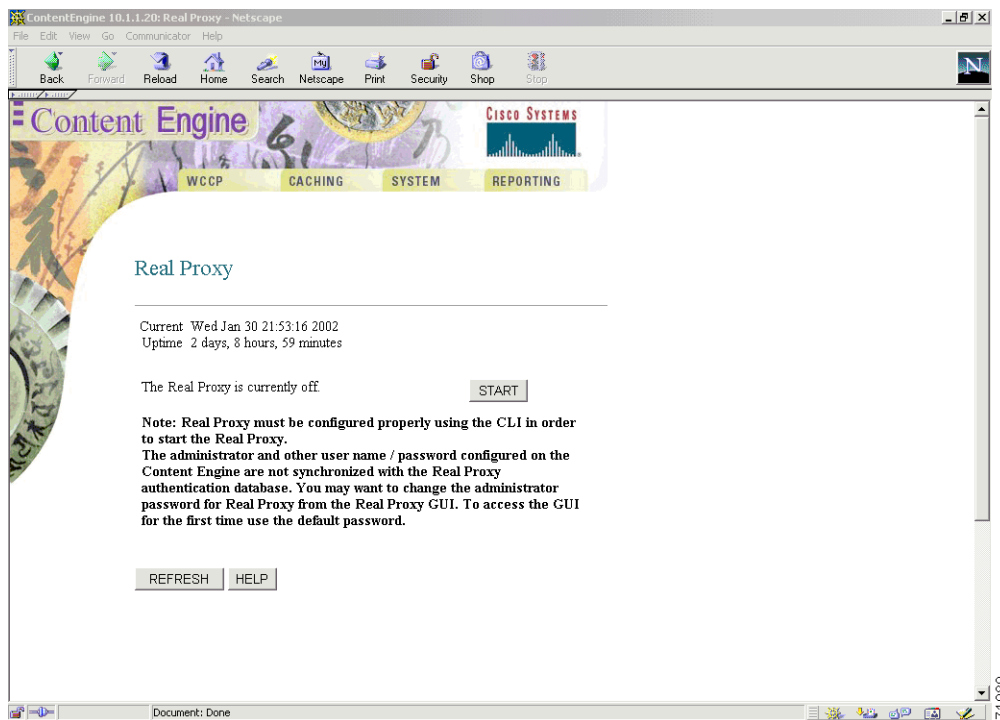 ContentEngine 10.1.1.20: Real Proxy - Netscape
File Edit View Go Communicator Help
Back Forward Reload Home Search Netscape Print Security Shop Stop
My
N
Content Engine
CISCO SYSTEMS
WCCP CACHING SYSTEM REPORTING
Real Proxy
Current Wed Jan 30 21:53:16 2002
Uptime 2 days, 8 hours, 59 minutes
The Real Proxy is currently off.
START
Note: Real Proxy must be configured properly using the CLI in order
to start the Real Proxy.
The administrator and other user name / password configured on the
Content Engine are not synchronized with the Real Proxy
authentication database. You may want to change the administrator
password for Real Proxy from the Real Proxy GUI. To access the GUI
for the first time use the default password.
REFRESH HELP
Document: Done